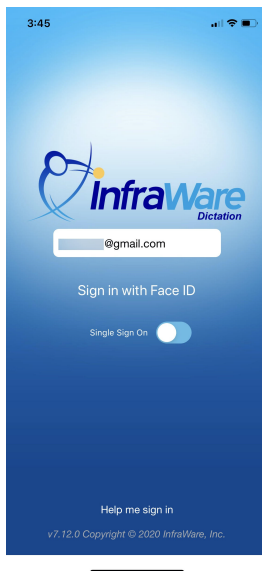 3:45
InfraWare
Dictation
@gmail.com
Sign in with Face ID
Single Sign On
Help me sign in
v7.12.0 Copyright © 2020 InfraWare, Inc.